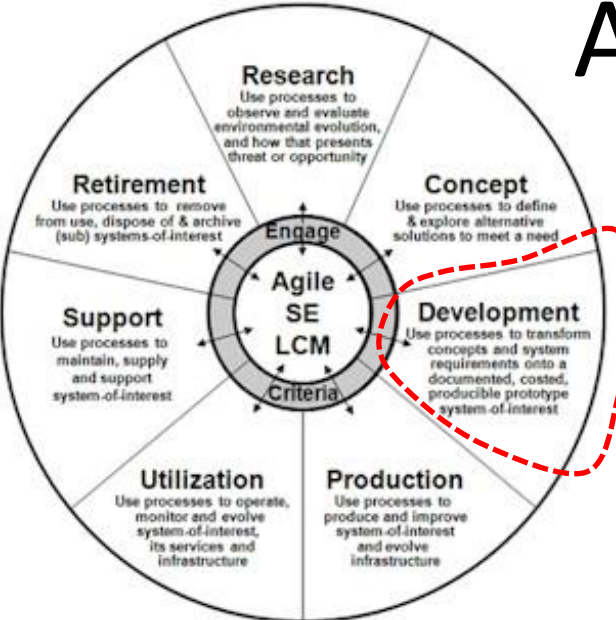 A
Research
Use processes to
observe and evaluate
environmental evolution,
and how that presents
threat or opportunity
Retirement
Use processes to remove
from use, dispose of & archive
(sub) systems-of-interest
Concept
Use processes to define
& explore alternative
solutions to meet a need
Engage
Agile
SE
LCM
Criteria
Support
Use processes to
maintain, supply
and support
system-of-interest
Development
Use processes to transform
concepts and system
requirements onto a
documented, costed,
producible prototype
system-of-interest
Utilization
Use processes to operate,
monitor and evolve
system-of-interest,
its services and
infrastructure
Production
Use processes to
produce and improve
system-of-interest
and evolve
infrastructure